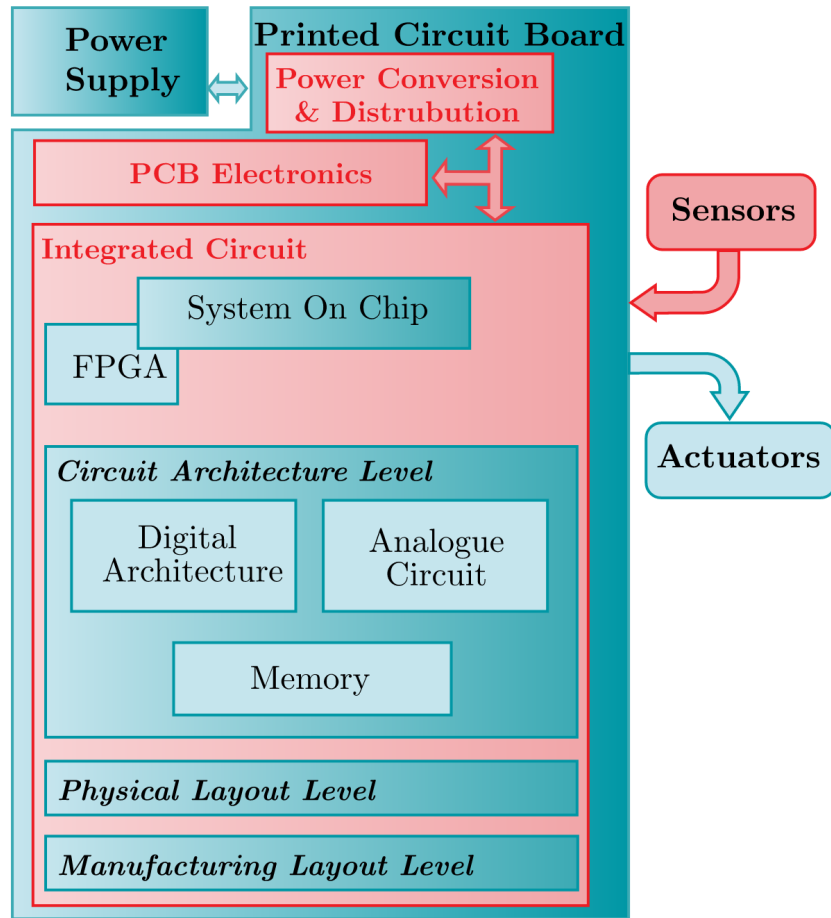 Power
Supply
Printed Circuit Board
Power Conversion
& Distrubution
PCB Electronics
Sensors
Integrated Circuit
System On Chip
FPGA
Actuators
Circuit Architecture Level
Digital
Architecture
Analogue
Circuit
Memory
Physical Layout Level
Manufacturing Layout Level